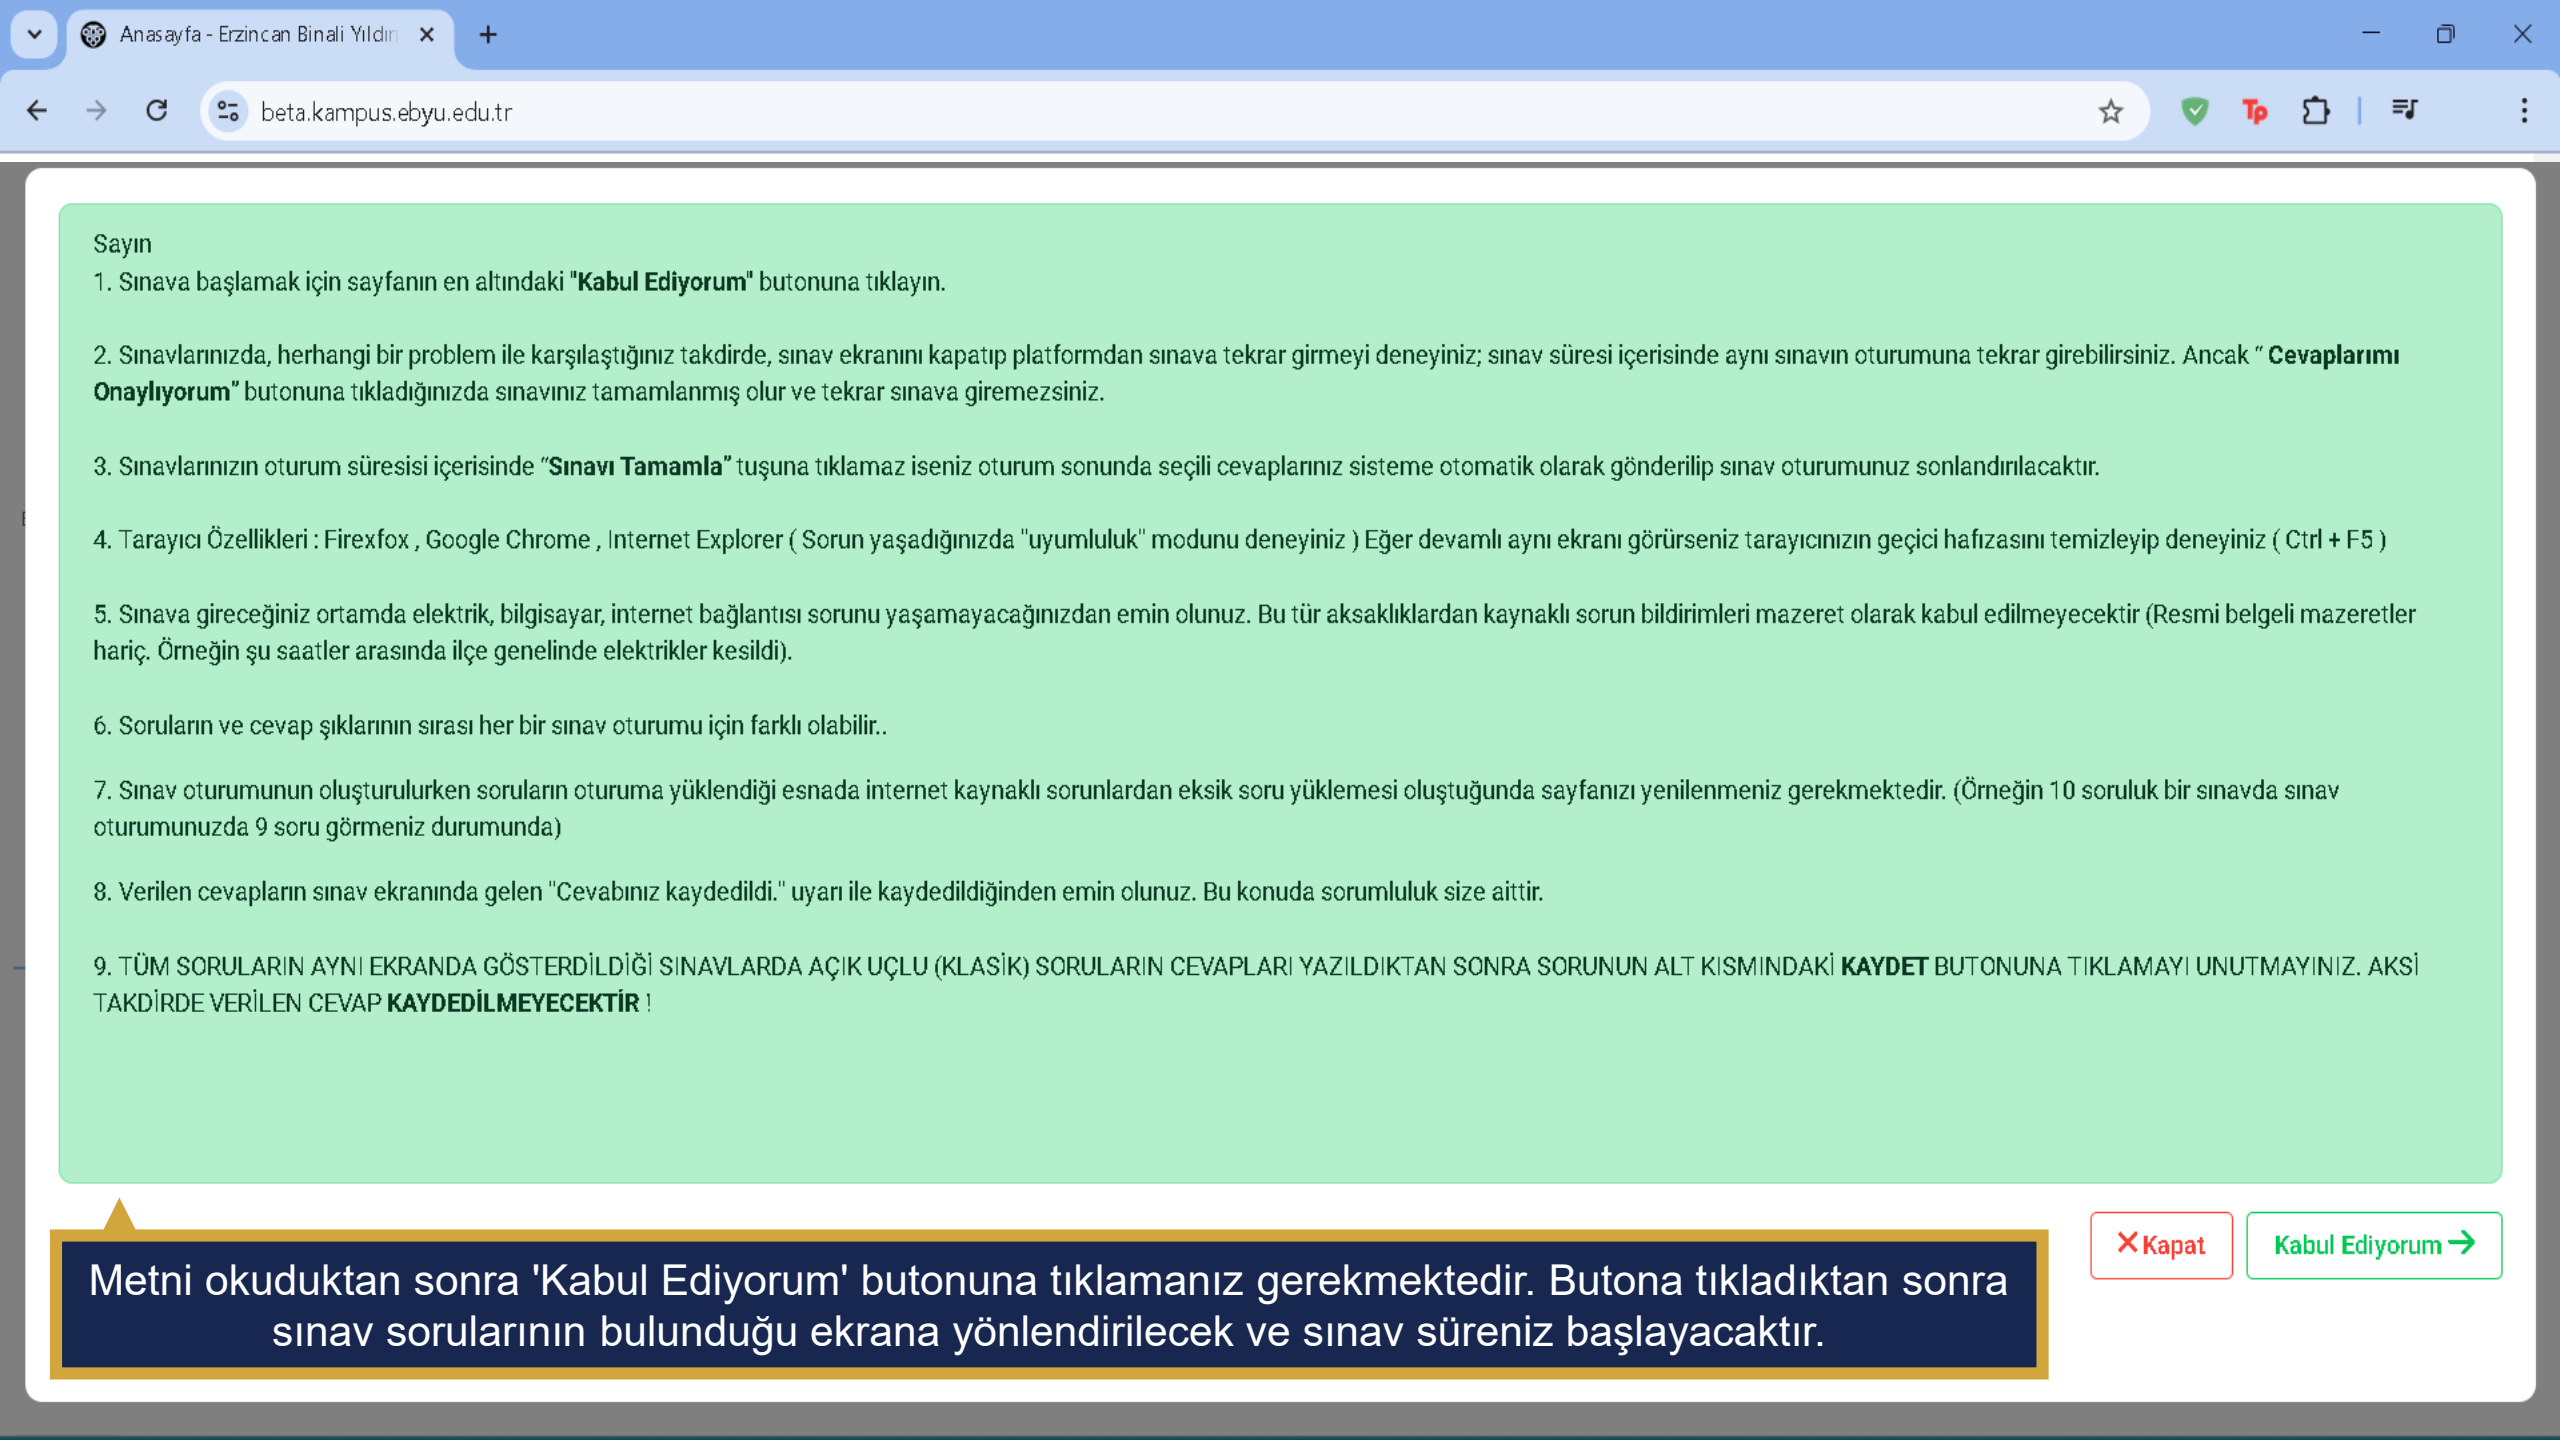 Anasayfa - Erzincan Binali Yıldırı
beta.kampus.ebyu.edu.tr
Sayın
1. Sınava başlamak için sayfanın en altındaki "Kabul Ediyorum" butonuna tıklayın.
2. Sınavlarınızda, herhangi bir problem ile karşılaştığınız takdirde, sınav ekranını kapatıp platformdan sınava tekrar girmeyi deneyiniz; sınav süresi içerisinde aynı sınavın oturumuna tekrar girebilirsiniz. Ancak “ Cevaplarımı
Onaylıyorum” butonuna tıkladığınızda sınavınız tamamlanmış olur ve tekrar sınava giremezsiniz.
3. Sınavlarınızın oturum süresisi içerisinde “Sınavı Tamamla” tuşuna tıklamaz iseniz oturum sonunda seçili cevaplarınız sisteme otomatik olarak gönderilip sınav oturumunuz sonlandırılacaktır.
4. Tarayıcı Özellikleri : Firexfox , Google Chrome , Internet Explorer ( Sorun yaşadığınızda "uyumluluk" modunu deneyiniz ) Eğer devamlı aynı ekranı görürseniz tarayıcınızın geçici hafızasını temizleyip deneyiniz ( Ctrl + F5 )
5. Sınava gireceğiniz ortamda elektrik, bilgisayar, internet bağlantısı sorunu yaşamayacağınızdan emin olunuz. Bu tür aksaklıklardan kaynaklı sorun bildirimleri mazeret olarak kabul edilmeyecektir (Resmi belgeli mazeretler
hariç. Örneğin şu saatler arasında ilçe genelinde elektrikler kesildi).
6. Soruların ve cevap şıklarının sırası her bir sınav oturumu için farklı olabilir..
7. Sınav oturumunun oluşturulurken soruların oturuma yüklendiği esnada internet kaynaklı sorunlardan eksik soru yüklemesi oluştuğunda sayfanızı yenilenmeniz gerekmektedir. (Örneğin 10 soruluk bir sınavda sınav
oturumunuzda 9 soru görmeniz durumunda)
8. Verilen cevapların sınav ekranında gelen "Cevabınız kaydedildi." uyarı ile kaydedildiğinden emin olunuz. Bu konuda sorumluluk size aittir.
9. TÜM SORULARIN AYNI EKRANDA GÖSTERDİLDİĞİ SINAVLARDA AÇIK UÇLU (KLASİK) SORULARIN CEVAPLARI YAZILDIKTAN SONRA SORUNUN ALT KISMINDAKİ KAYDET BUTONUNA TIKLAMAYI UNUTMAYINIZ. AKSİ
TAKDİRDE VERİLEN CEVAP KAYDEDİLMEYECEKTİR !
Kapat
Kabul Ediyorum
Metni okuduktan sonra 'Kabul Ediyorum' butonuna tıklamanız gerekmektedir. Butona tıkladıktan sonra
sınav sorularının bulunduğu ekrana yönlendirilecek ve sınav süreniz başlayacaktır.